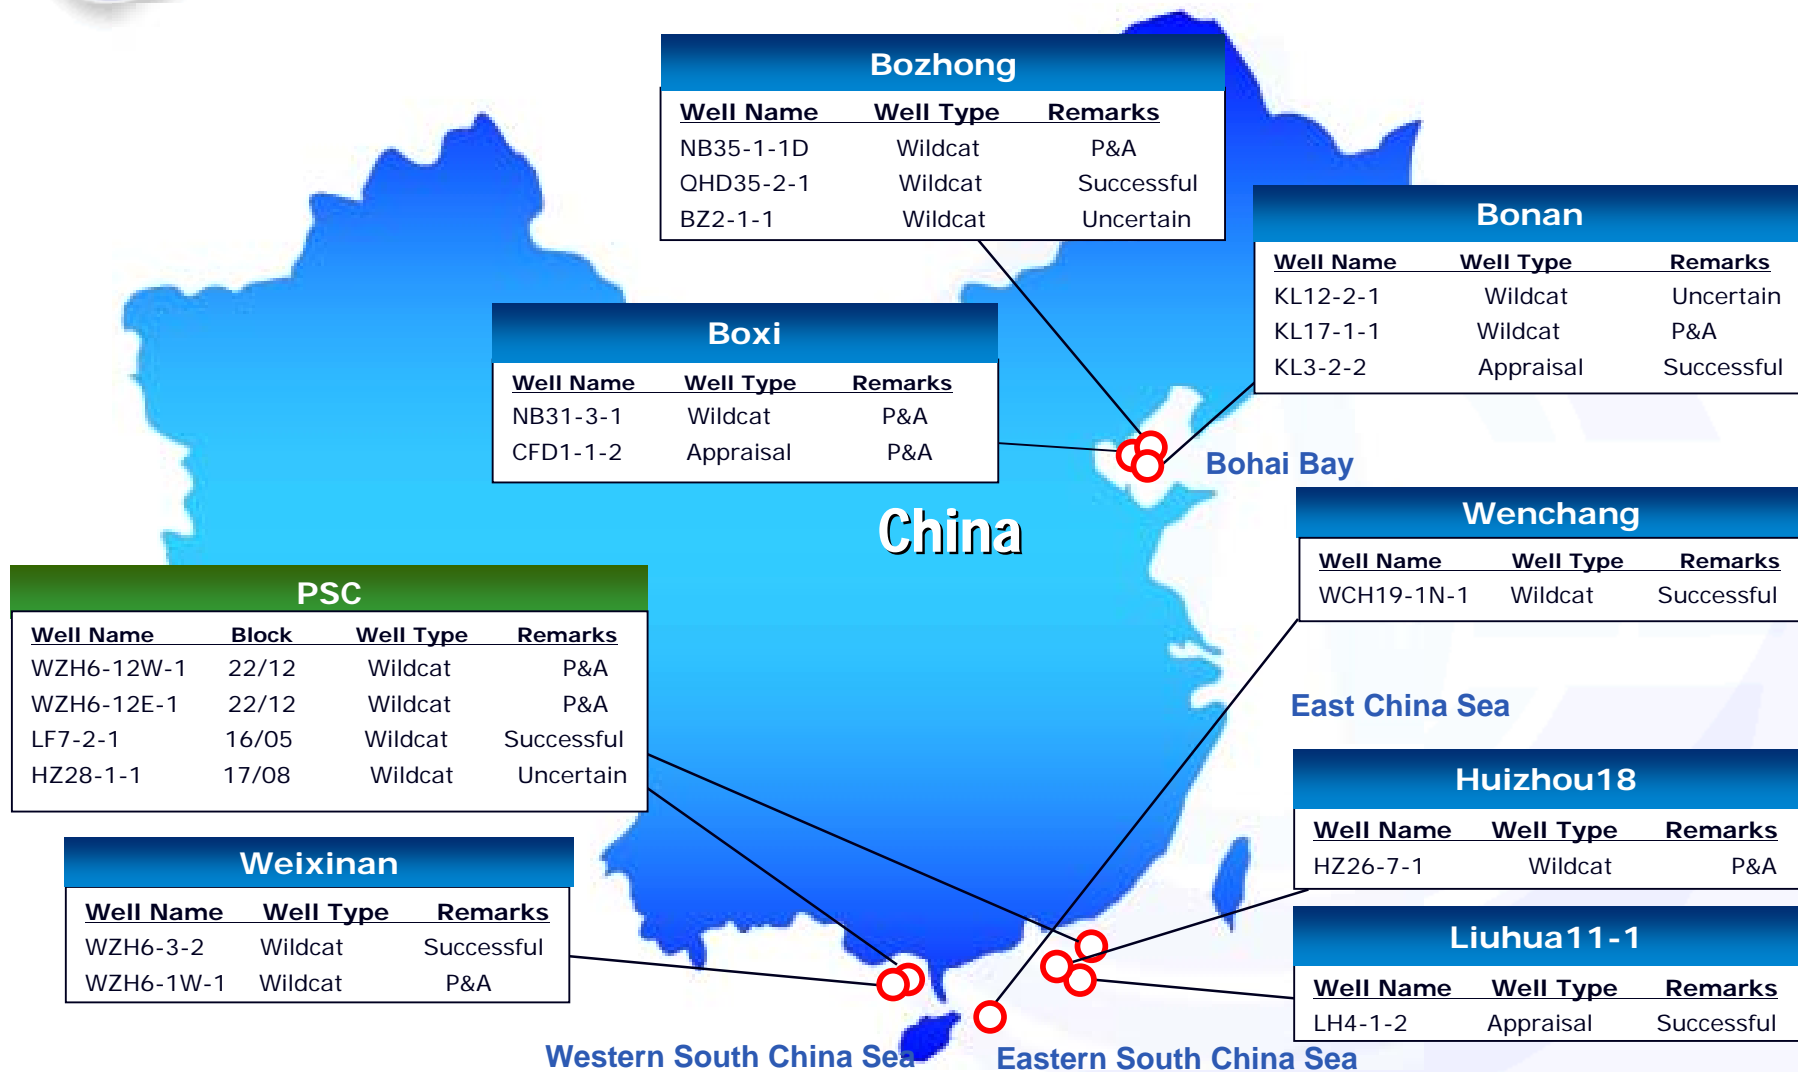 Bozhong
Well Name Well Type Remarks
NB35-1-1D Wildcat P&A
QHD35-2-1 Wildcat Successful
BZ2-1-1 Wildcat Uncertain
Bonan
Well Name Well Type Remarks
KL12-2-1 Wildcat Uncertain
KL17-1-1 Wildcat P&A
KL3-2-2 Appraisal Successful
Boxi
Well Name Well Type Remarks
NB31-3-1 Wildcat P&A
CFD1-1-2 Appraisal P&A
Bohai Bay
China
Wenchang
Well Name Well Type Remarks
WCH19-1N-1 Wildcat Successful
PSC
Well Name Block Well Type Remarks
WZH6-12W-1 22/12 Wildcat P&A
WZH6-12E-1 22/12 Wildcat P&A
LF7-2-1 16/05 Wildcat Successful
HZ28-1-1 17/08 Wildcat Uncertain
East China Sea
Huizhou18
Well Name Well Type Remarks
HZ26-7-1 Wildcat P&A
Weixinan
Well Name Well Type Remarks
WZH6-3-2 Wildcat Successful
WZH6-1W-1 Wildcat P&A
Liuhua11-1
Well Name Well Type Remarks
LH4-1-2 Appraisal Successful
Western South China Sea
Eastern South China Sea